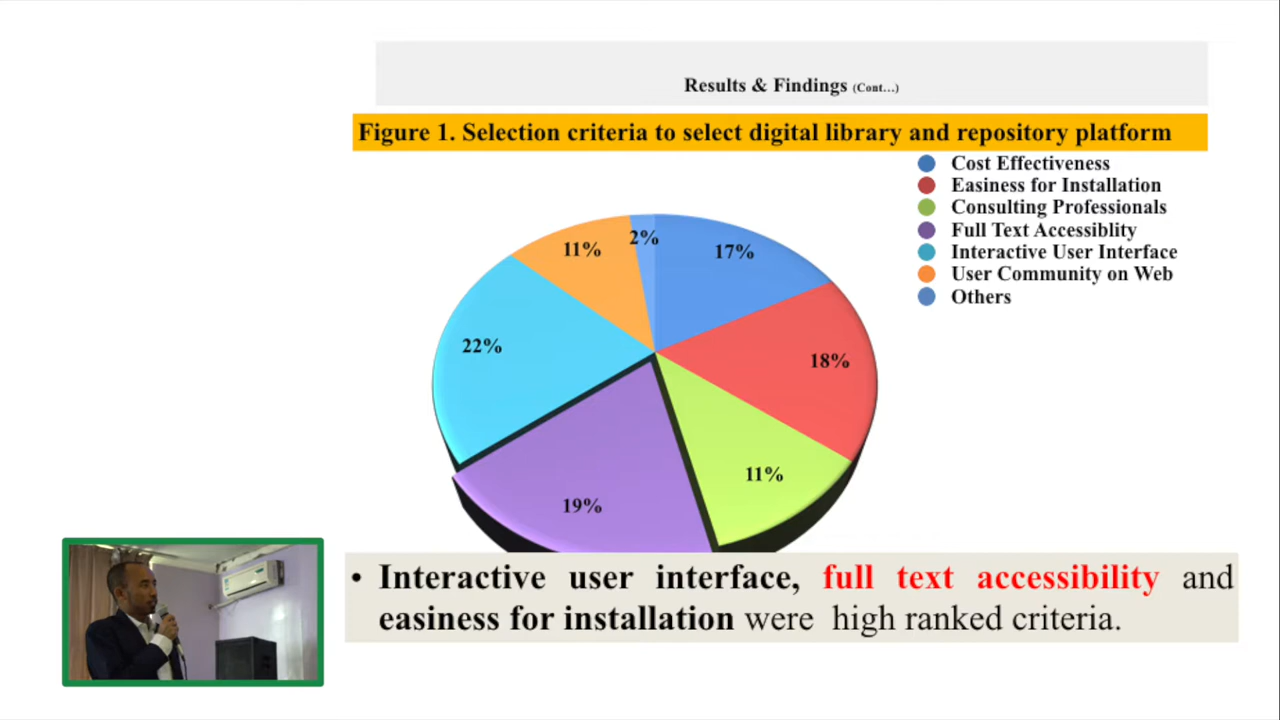 Results & Findings (Cont...)
Figure 1. Selection criteria to select digital library and repository platform
Cost Effectiveness
Easiness for Installation
Consulting Professionals
Full Text Accessiblity
Interactive User Interface
User Community on Web
Others
2%
17%
11%
22%
18%
11%
19%
• Interactive user interface, full text accessibility and
easiness for installation were high ranked criteria.